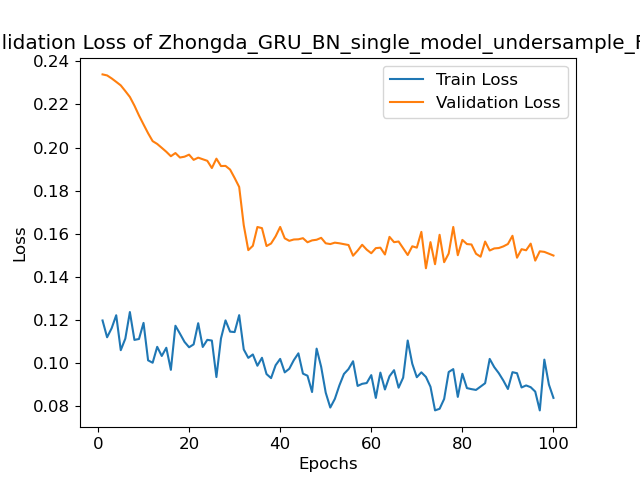 lidation Loss of Zhongda_GRU_BN_single_model_undersample_F
Train Loss
Validation Loss
Loss
0.24
0.22
0.20
0.18
0.16
0.14
0.12
0.10
0.08
0 20 40 60 80 100
Epochs